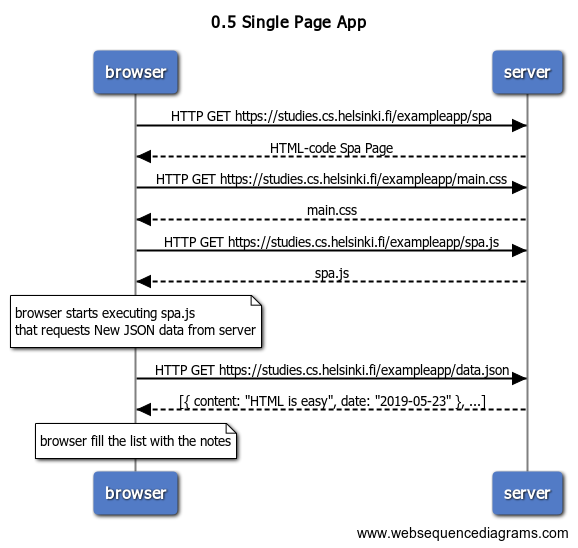 0.5 Single Page App
browser
server
HTTP GET https://studies.cs.helsinki.fi/exampleapp/spa
HTML-code Spa Page
HTTP GET https://studies.cs.helsinki.fi/exampleapp/main.css
main.css
HTTP GET https://studies.cs.helsinki.fi/exampleapp/spa.js
spa.js
browser starts executing spa.js
that requests New JSON data from server
HTTP GET https://studies.cs.helsinki.fi/exampleapp/data.json
[{ content: "HTML is easy", date: "2019-05-23" }, ...]
browser fill the list with the notes
browser
server
www.websequencediagrams.com